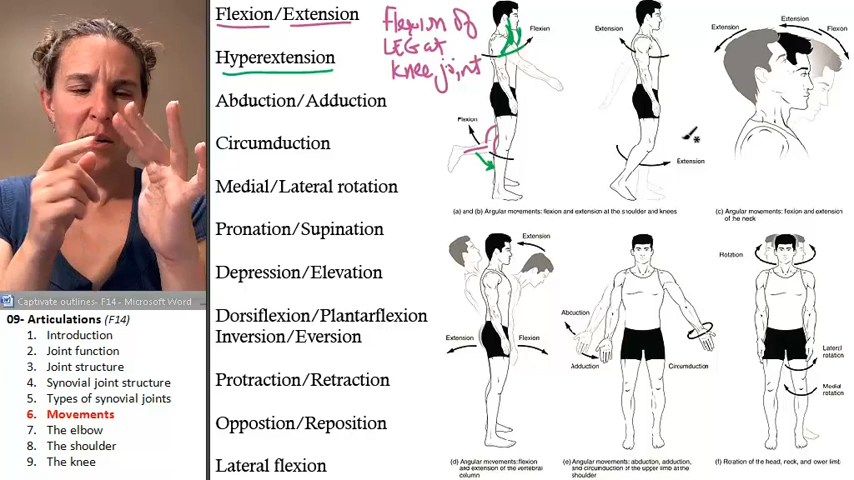 Flexion/Extension
Hyperextension
Abduction/Adduction
Circumduction
Medial/Lateral rotation
Pronation/Supination
Depression/Elevation
Dorsiflexion/Plantarflexion
Inversion/Eversion
Protraction/Retraction
Oppostion/Reposition
Lateral flexion
Flexion of
LEG at
knee joint
Flexion
Flexion
Extension
Extension
(a) and (b) Angular movements: flexion and extension at the shoulder and knees
Extension
Extension
Flexion
(c) Angular movements: flexion and extension
of the neck
Extension
Extension
Flexion
(d) Angular movements: flexion
and extension of the vertebral
column
Abduction
Adduction
Circumduction
(e) Angular movements: abduction, adduction,
and circumduction of the upper limb at the
shoulder
Rotation
Lateral
rotation
Medial
rotation
(f) Rotation of the head, neck, and lower limb
Captivate outlines- F14 - Microsoft Word
09- Articulations (F14)
1. Introduction
2. Joint function
3. Joint structure
4. Synovial joint structure
5. Types of synovial joints
6. Movements
7. The elbow
8. The shoulder
9. The knee